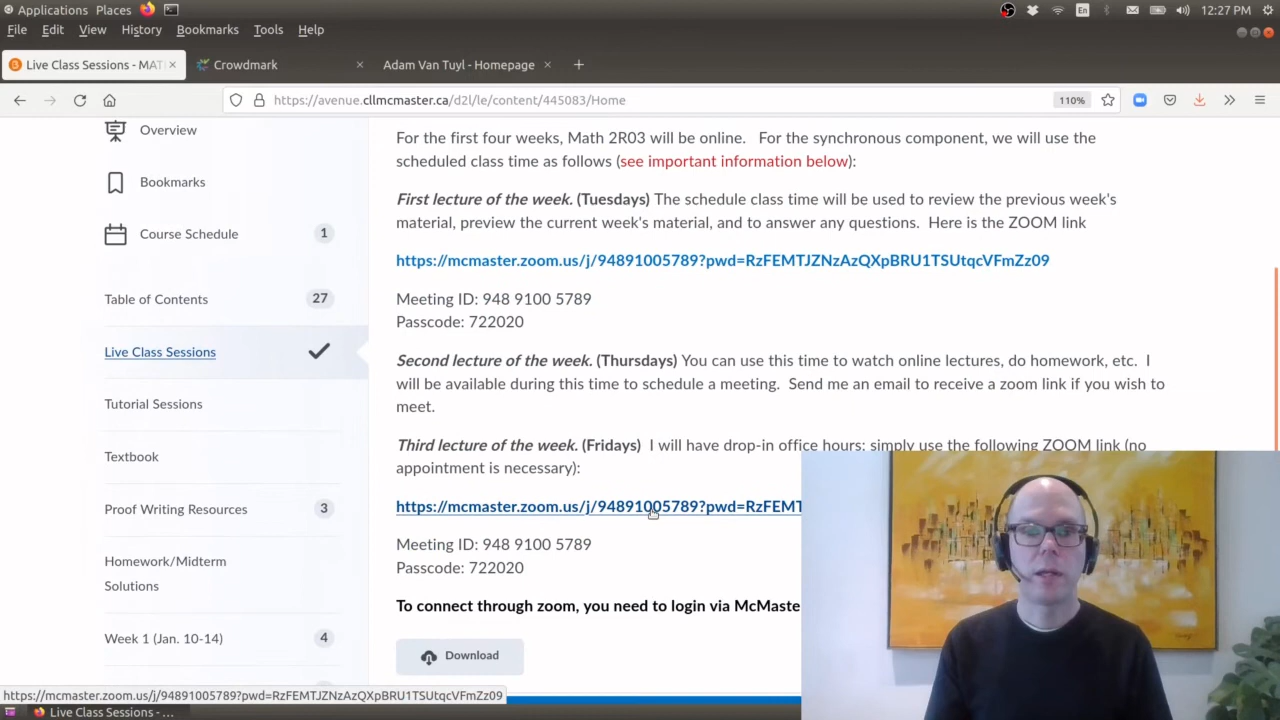 Applications Places
En
12:27 PM
File Edit View History Bookmarks Tools Help
Live Class Sessions - MAT
Crowdmark
Adam Van Tuyl - Homepage
https://avenue.cllmcmaster.ca/d2l/le/content/445083/Home
110%
Overview
Bookmarks
Course Schedule 1
Table of Contents 27
Live Class Sessions
Tutorial Sessions
Textbook
Proof Writing Resources 3
Homework/Midterm
Solutions
Week 1 (Jan. 10-14) 4
For the first four weeks, Math 2R03 will be online. For the synchronous component, we will use the
scheduled class time as follows (see important information below):
First lecture of the week. (Tuesdays) The schedule class time will be used to review the previous week's
material, preview the current week's material, and to answer any questions. Here is the ZOOM link
https://mcmaster.zoom.us/j/94891005789?pwd=RzFEMTJZNzAzQXpBRU1TSUtqcVFmZz09
Meeting ID: 948 9100 5789
Passcode: 722020
Second lecture of the week. (Thursdays) You can use this time to watch online lectures, do homework, etc. I
will be available during this time to schedule a meeting. Send me an email to receive a zoom link if you wish to
meet.
Third lecture of the week. (Fridays) I will have drop-in office hours; simply use the following ZOOM link (no
appointment is necessary):
https://mcmaster.zoom.us/j/94891005789?pwd=RzFEMT
Meeting ID: 948 9100 5789
Passcode: 722020
To connect through zoom, you need to login via McMaste
Download
https://mcmaster.zoom.us/j/94891005789?pwd=RzFEMTJZNzAzQXpBRU1TSUtqcVFmZz09
Live Class Sessions - ...